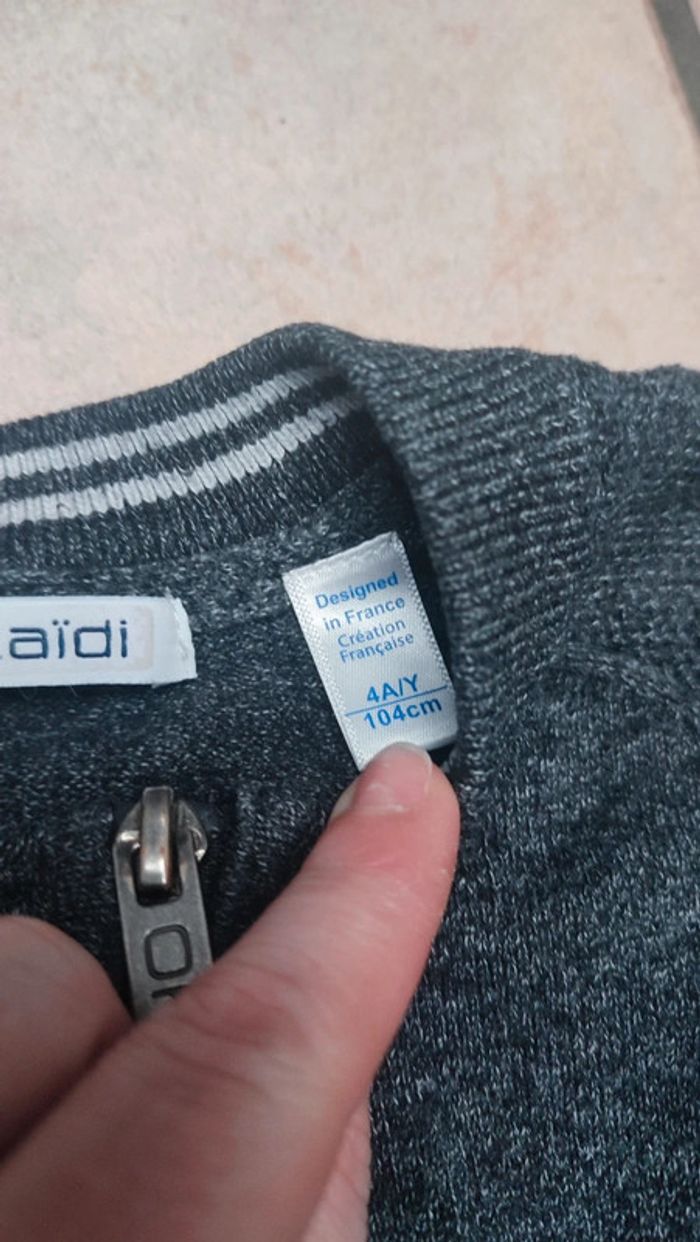 aïdi
Designed
in France
Création
Française
4A/Y
104cm